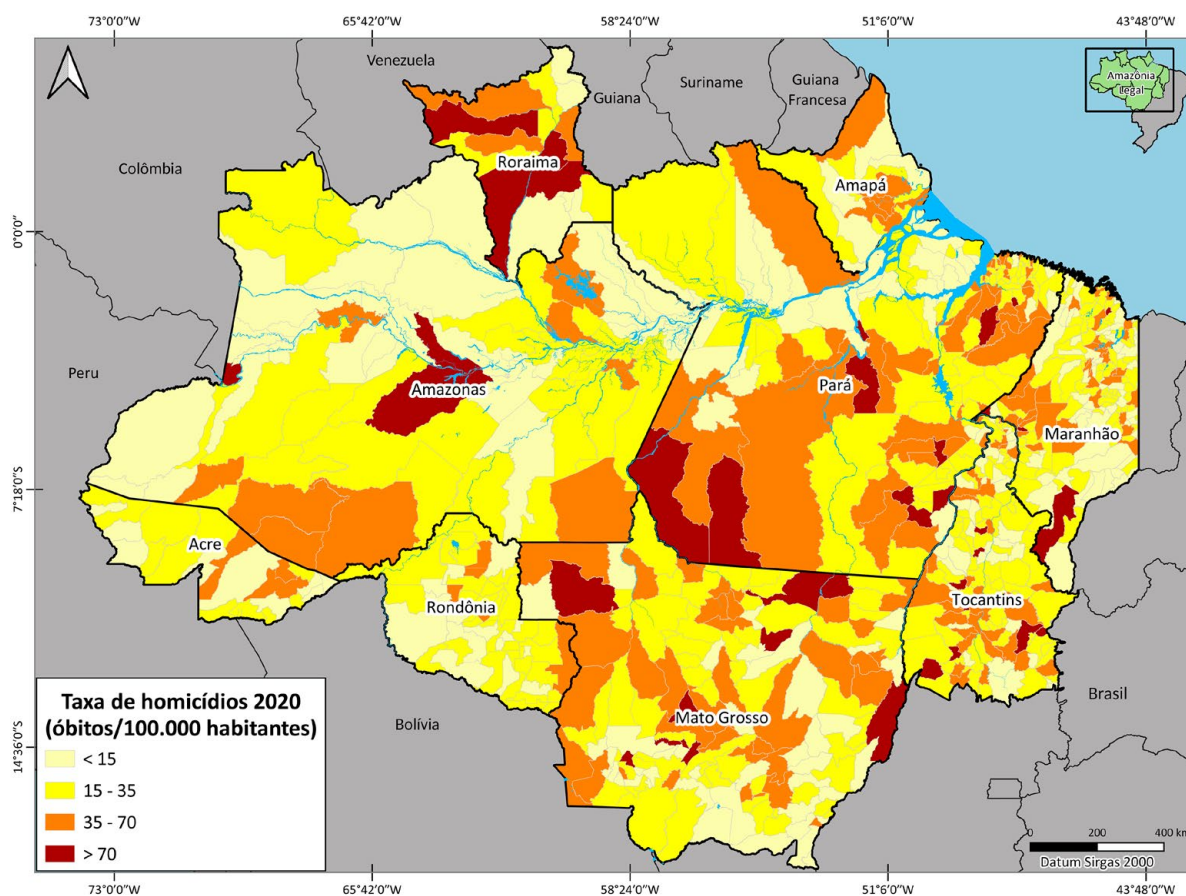 73°0'0"W 65°42'0"W 58°24'0"W 51°6'0"W 43°48'0"W
Venezuela
Suriname
Guiana
Francesa
Guiana
Amazônia
Legal
Colômbia
Roraima
Amapá
0°0'0"
Peru
Amazonas
Pará
Maranhão
7°18'0"S
Acre
Rondônia
Tocantins
Taxa de homicídios 2020
(óbitos/100.000 habitantes)
< 15
15 - 35
35 - 70
> 70
Bolívia
Mato Grosso
Brasil
14°36'0"S
0 200 400 km
Datum Sirgas 2000
73°0'0"W 65°42'0"W 58°24'0"W 51°6'0"W 43°48'0"W